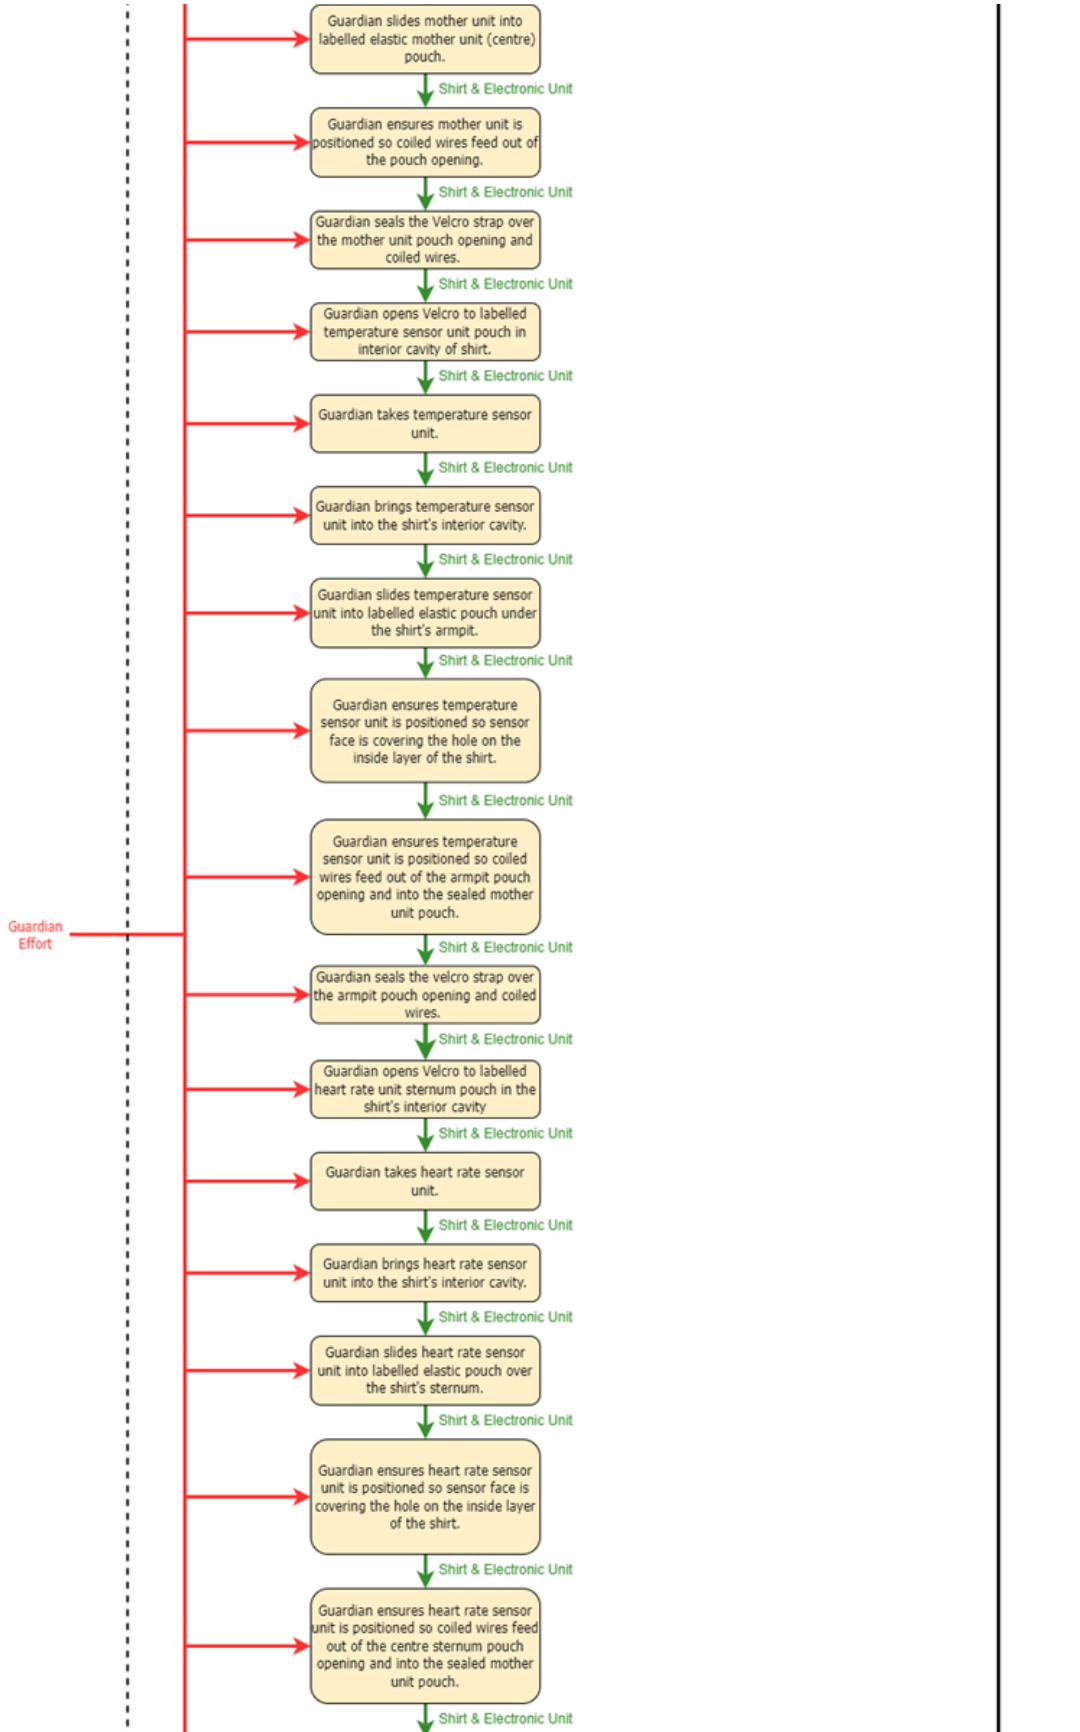 Guardian slides mother unit into
labelled elastic mother unit (centre)
pouch.
Shirt & Electronic Unit
Guardian ensures mother unit is
positioned so coiled wires feed out of
the pouch opening.
Shirt & Electronic Unit
Guardian seals the Velcro strap over
the mother unit pouch opening and
coiled wires.
Shirt & Electronic Unit
Guardian opens Velcro to labelled
temperature sensor unit pouch in
interior cavity of shirt.
Shirt & Electronic Unit
Guardian takes temperature sensor
unit.
Shirt & Electronic Unit
Guardian brings temperature sensor
unit into the shirt's interior cavity.
Shirt & Electronic Unit
Guardian slides temperature sensor
unit into labelled elastic pouch under
the shirt's armpit.
Shirt & Electronic Unit
Guardian ensures temperature
sensor unit is positioned so sensor
face is covering the hole on the
inside layer of the shirt.
Shirt & Electronic Unit
Guardian ensures temperature
sensor unit is positioned so coiled
wires feed out of the armpit pouch
opening and into the sealed mother
unit pouch.
Guardian
Effort
Shirt & Electronic Unit
Guardian seals the velcro strap over
the armpit pouch opening and coiled
wires.
Shirt & Electronic Unit
Guardian opens Velcro to labelled
heart rate unit sternum pouch in the
shirt's interior cavity
Shirt & Electronic Unit
Guardian takes heart rate sensor
unit.
Shirt & Electronic Unit
Guardian brings heart rate sensor
unit into the shirt's interior cavity.
Shirt & Electronic Unit
Guardian slides heart rate sensor
unit into labelled elastic pouch over
the shirt's sternum.
Shirt & Electronic Unit
Guardian ensures heart rate sensor
unit is positioned so sensor face is
covering the hole on the inside layer
of the shirt.
Shirt & Electronic Unit
Guardian ensures heart rate sensor
unit is positioned so coiled wires feed
out of the centre sternum pouch
opening and into the sealed mother
unit pouch.
Shirt & Electronic Unit